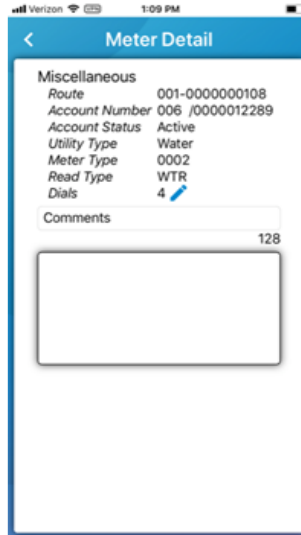 Verizon 1:09 PM
Meter Detail
Miscellaneous
Route 001-0000000108
Account Number 006 /0000012289
Account Status Active
Utility Type Water
Meter Type 0002
Read Type WTR
Dials 4
Comments
128